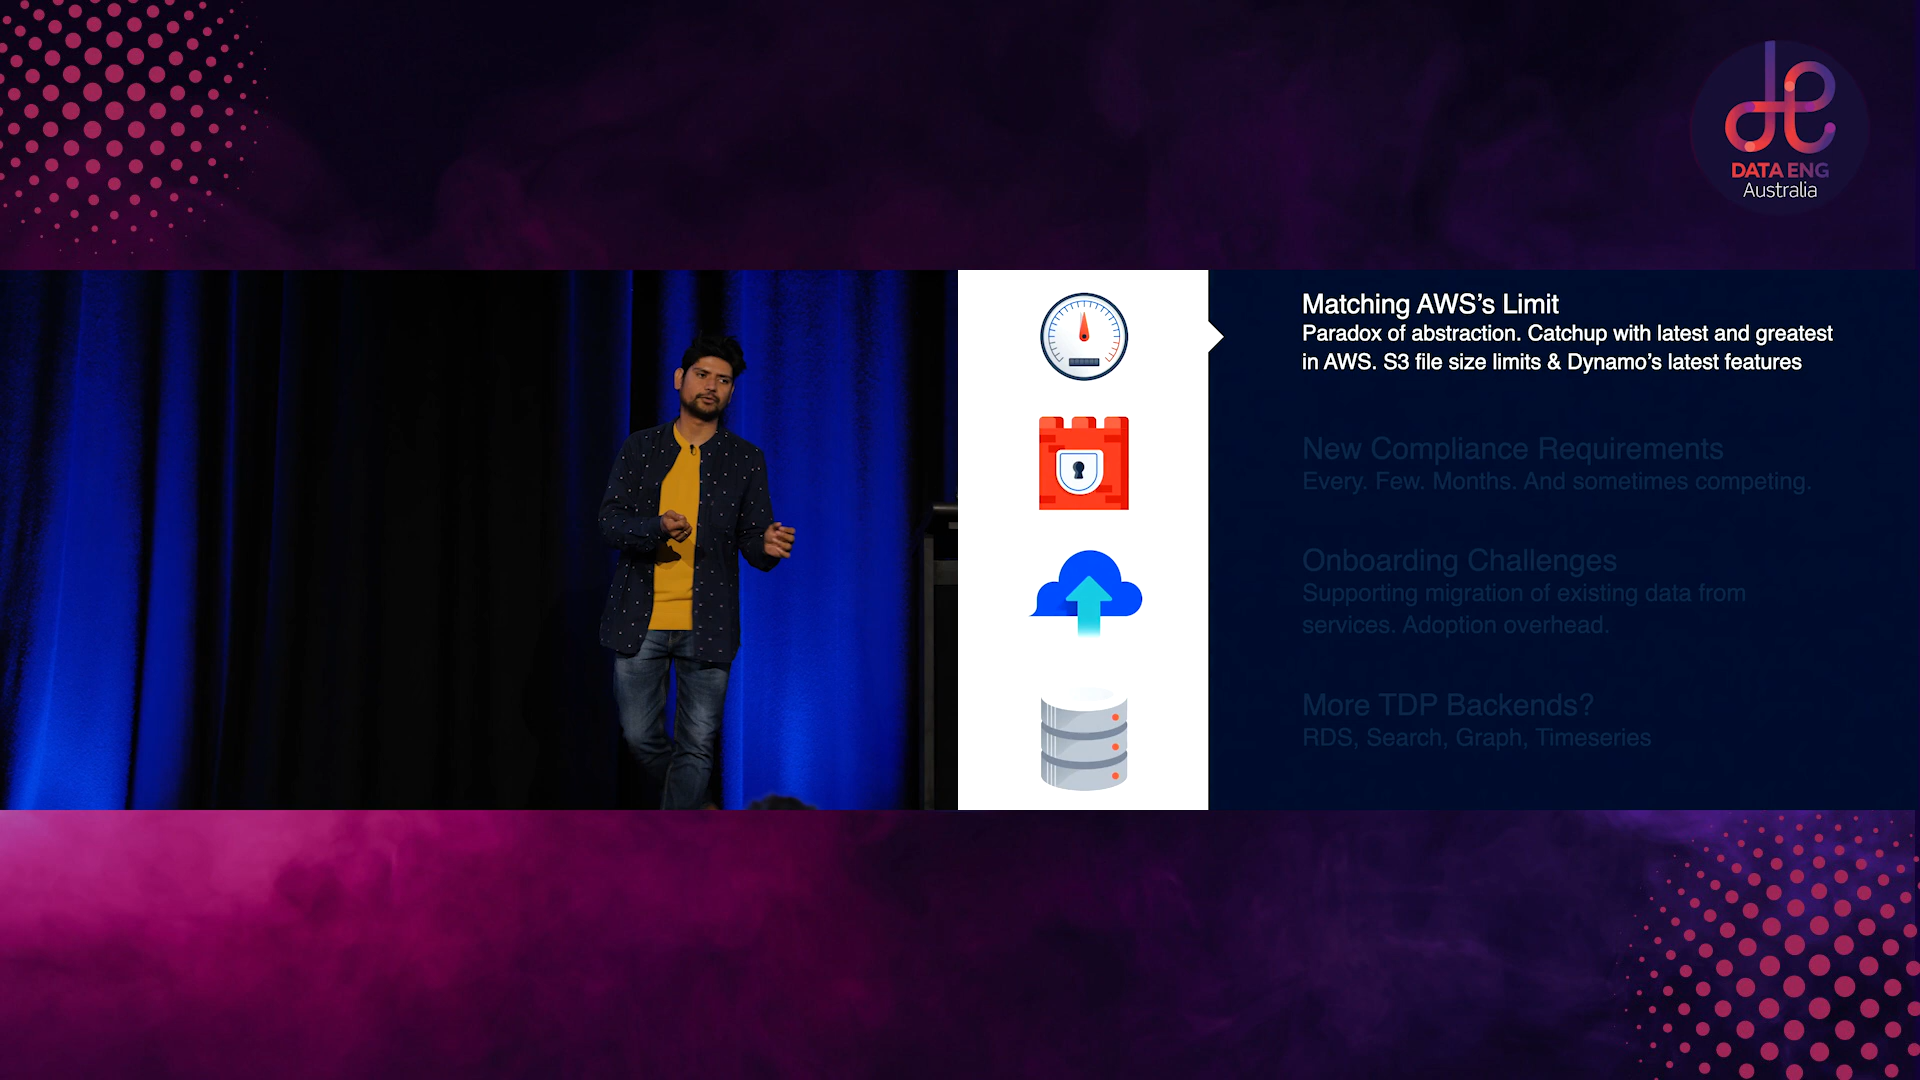 DATA ENG
Australia
Matching AWS’s Limit
Paradox of abstraction. Catchup with latest and greatest
in AWS. S3 file size limits & Dynamo’s latest features
New Compliance Requirements
Every. Few. Months. And sometimes competing.
Onboarding Challenges
Supporting migration of existing data from
services. Adoption overhead.
More TDP Backends?
RDS, Search, Graph, Timeseries